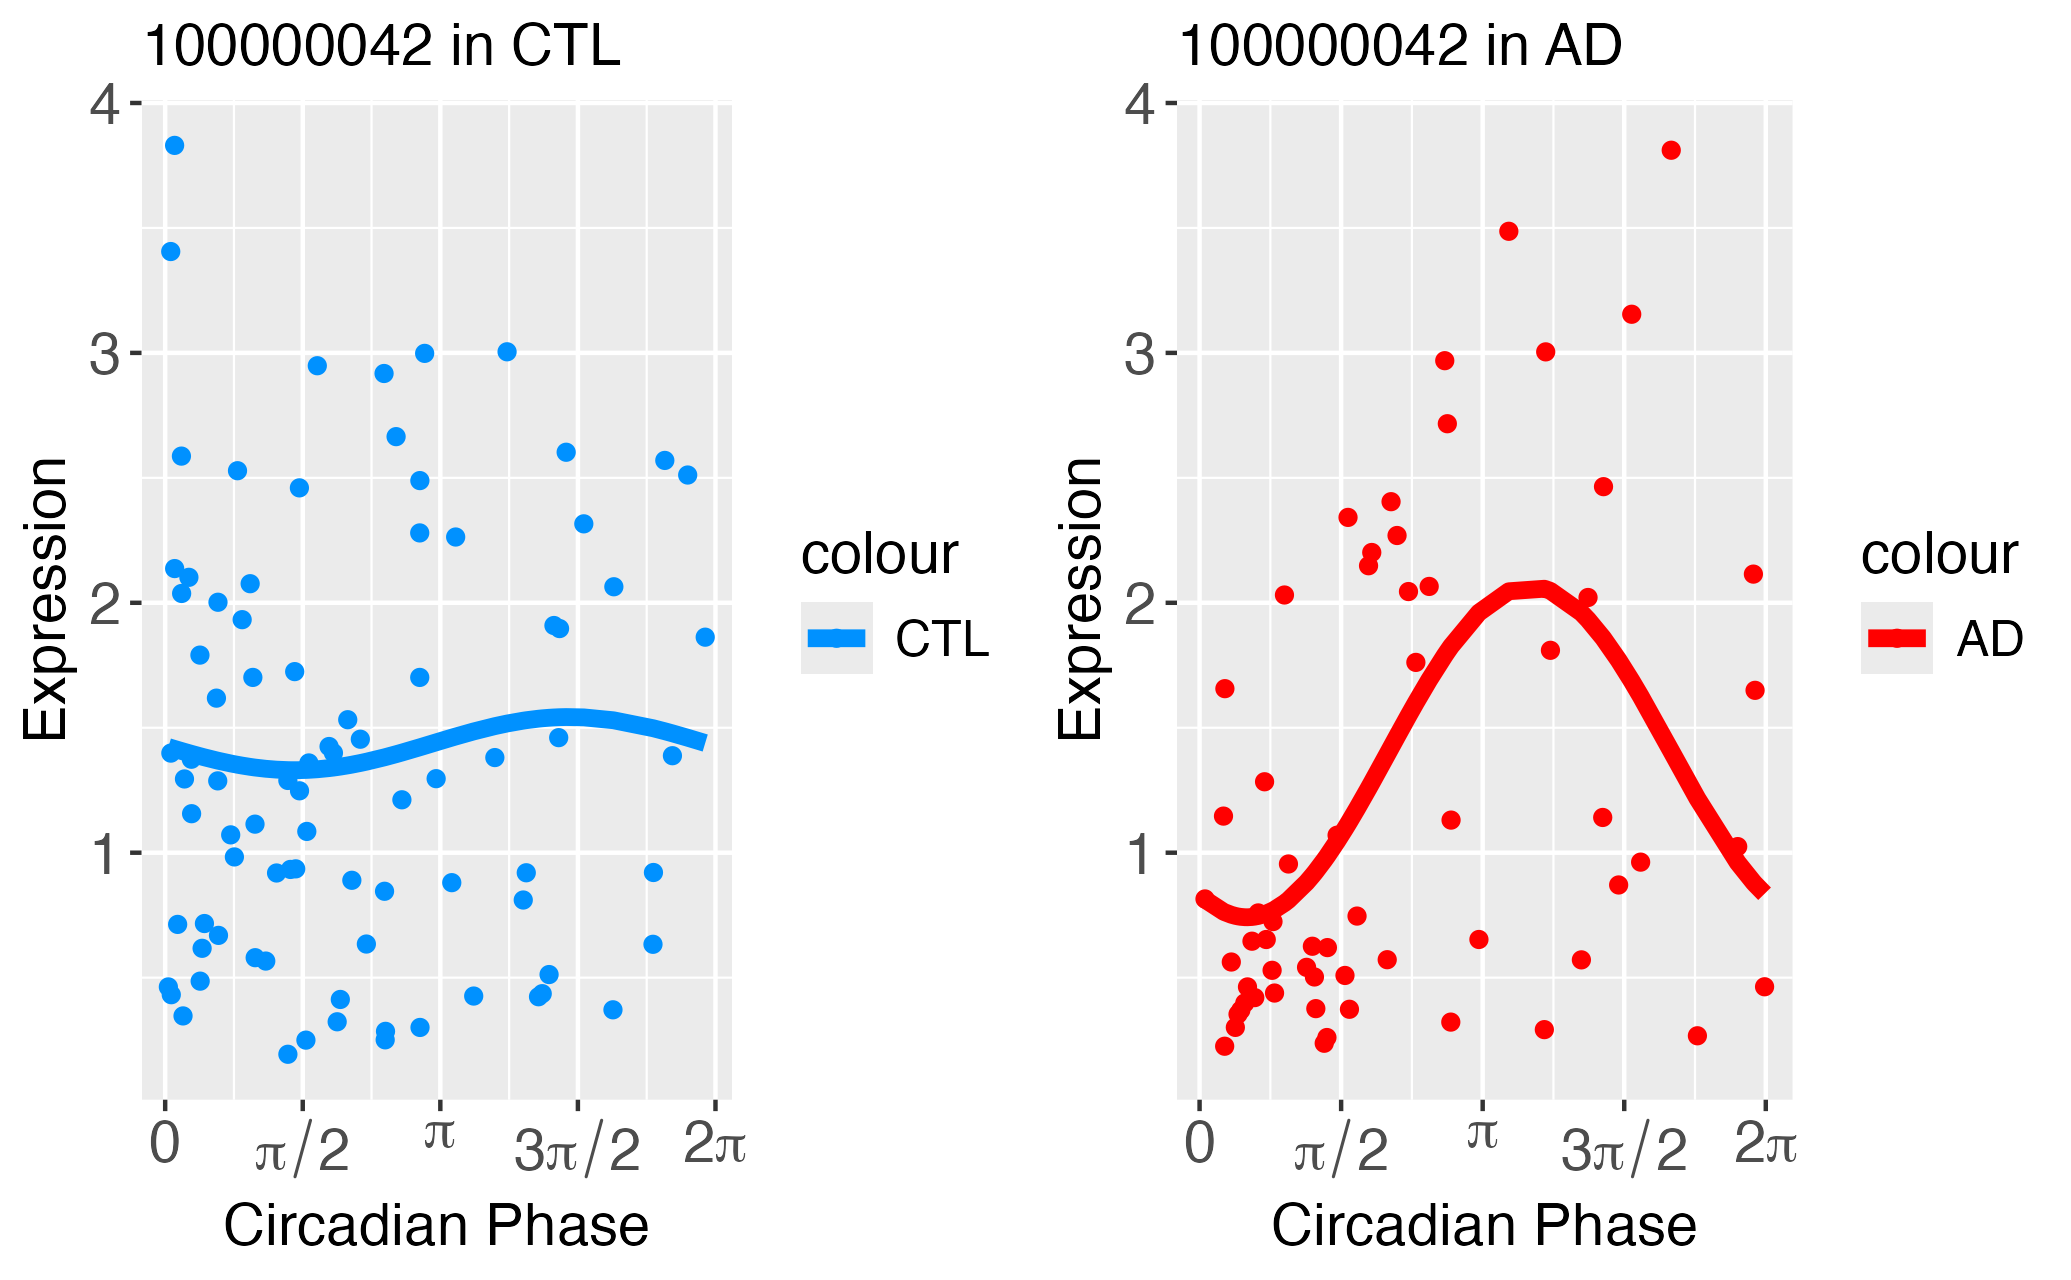 100000042 in CTL
4
3
2
1
Expression
0
π/2
π
3π/2
2π
Circadian Phase
colour
CTL
100000042 in AD
4
3
2
1
Expression
0
π/2
π
3π/2
2π
Circadian Phase
colour
AD